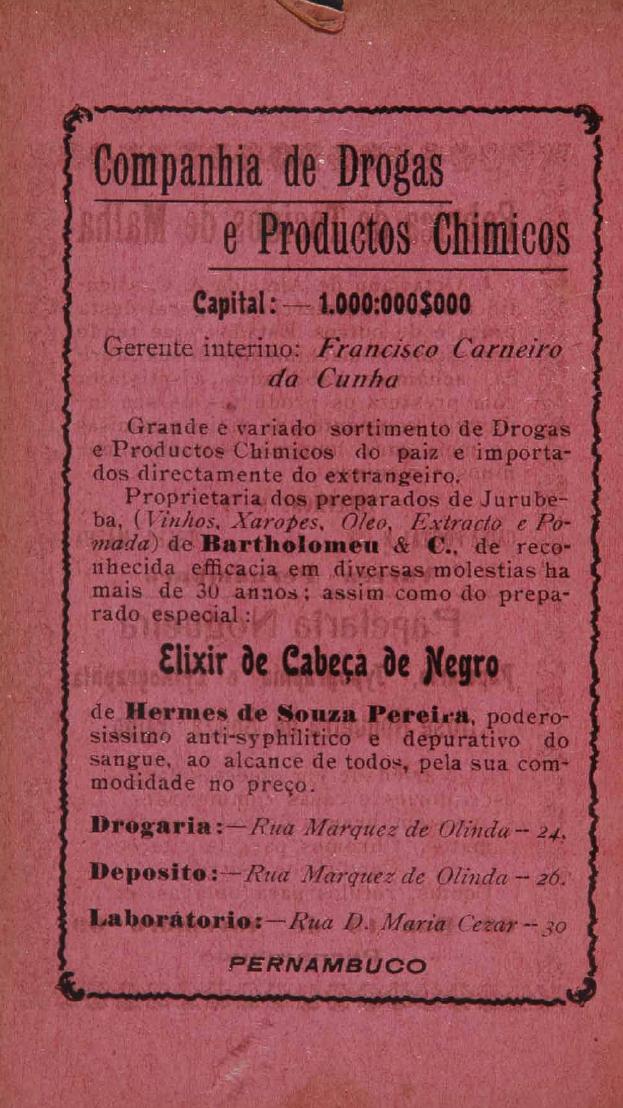 Companhia de Drogas
e Productos Chimicos
Capital: — 1.000:000$000
Gerente interino: Francisco Carneiro
da Cunha
Grande e variado sortimento de Drogas
e Productos Chimicos do paiz e importa-
dos directamente do extrangeiro.
Proprietaria dos preparados de Jurube-
ba, (Vinhos, Xaropes, Oleo, Extracto e Po-
mada) de Bartholomeu & C., de reco-
nhecida efficacia em diversas molestias ha
mais de 30 annos; assim como do prepa-
rado especial:
Elixir de Cabeça de Negro
de Hermes de Souza Pereira, podero-
sissimo anti-syphilitico e depurativo do
sangue, ao alcance de todos, pela sua com-
modidade no preço.
Drogaria:—Rua Márquez de Olinda -- 24.
Deposito:—Rua Marquez de Olinda -- 26.
Laborátorio:—Rua D. Maria Cezar -- 30
PERNAMBUCO